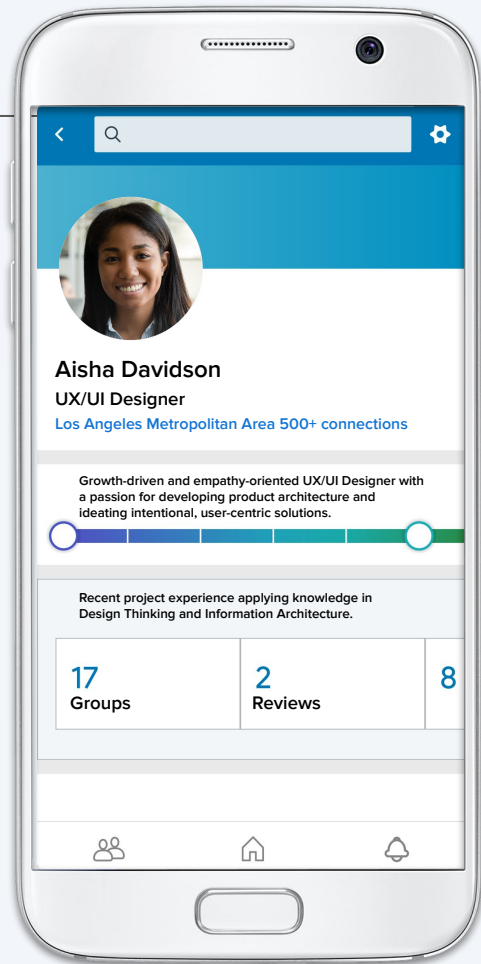 Aisha Davidson
UX/UI Designer
Los Angeles Metropolitan Area 500+ connections
Growth-driven and empathy-oriented UX/UI Designer with
a passion for developing product architecture and
ideating intentional, user-centric solutions.
Recent project experience applying knowledge in
Design Thinking and Information Architecture.
17
Groups
2
Reviews
8